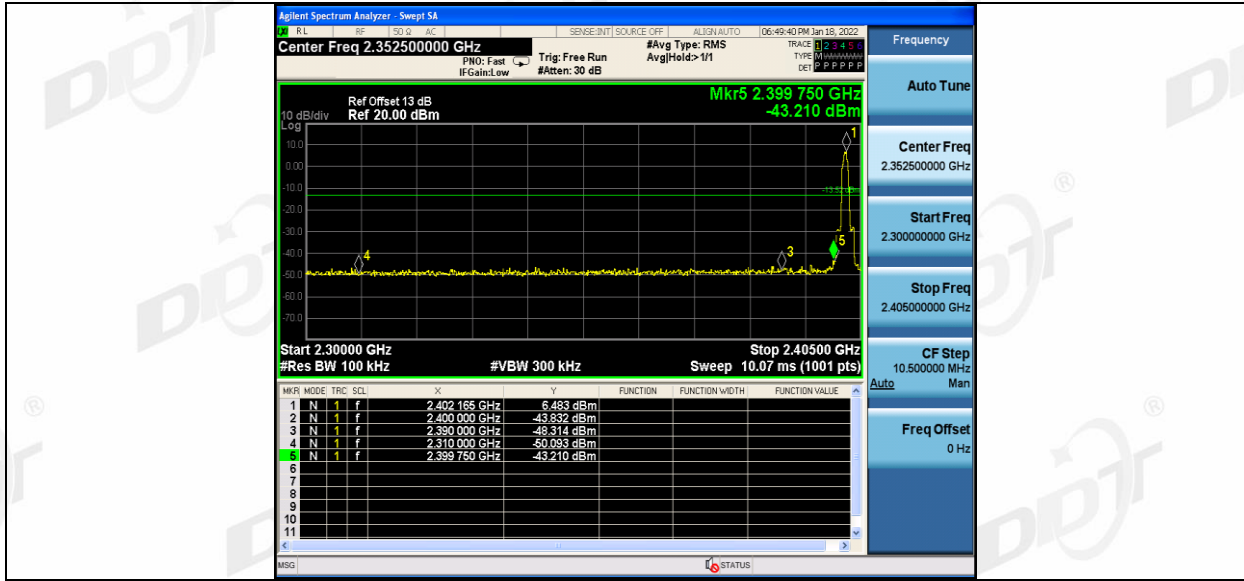 Agilent Spectrum Analyzer - Swept SA
RL RF 50 Ω AC SENSE:INT SOURCE OFF ALIGN AUTO 06:49:40 PM Jan 18, 2022
Center Freq 2.352500000 GHz
PNO: Fast
IFGain:Low
Trig: Free Run
#Atten: 30 dB
#Avg Type: RMS
Avg|Hold:>1/1
TRACE 1 2 3 4 5 6
TYPE M
DET P P P P P P
Mkr5 2.399 750 GHz
-43.210 dBm
Ref Offset 13 dB
10 dB/div Ref 20.00 dBm
Log
10.0
0.00
-10.0
-20.0
-30.0
-40.0
-50.0
-60.0
-70.0
1
5
3
4
Start 2.30000 GHz Stop 2.40500 GHz
#Res BW 100 kHz #VBW 300 kHz Sweep 10.07 ms (1001 pts)
MKR MODE TRC SCL X Y FUNCTION FUNCTION WIDTH FUNCTION VALUE
1 N 1 f 2.402 165 GHz 6.483 dBm
2 N 1 f 2.400 000 GHz -43.832 dBm
3 N 1 f 2.390 000 GHz -48.314 dBm
4 N 1 f 2.310 000 GHz -50.093 dBm
5 N 1 f 2.399 750 GHz -43.210 dBm
6
7
8
9
10
11
MSG STATUS
Frequency
Auto Tune
Center Freq
2.352500000 GHz
Start Freq
2.300000000 GHz
Stop Freq
2.405000000 GHz
CF Step
10.500000 MHz
Auto Man
Freq Offset
0 Hz
DDT
®